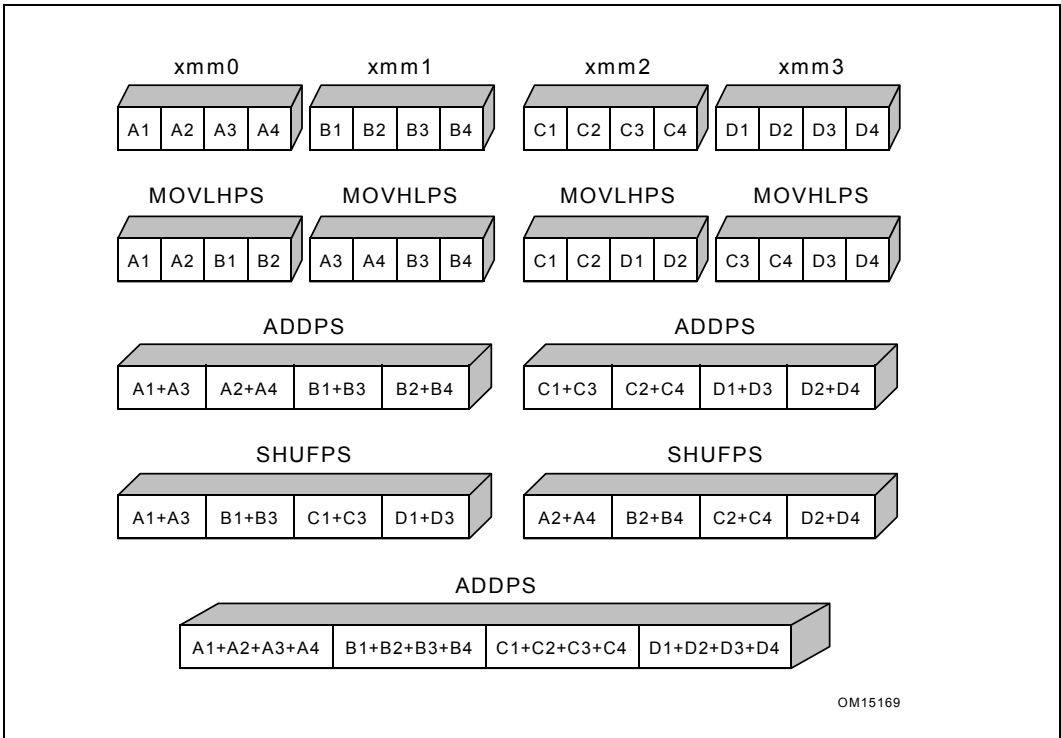 xmm0 xmm1 xmm2 xmm3
A1 A2 A3 A4 B1 B2 B3 B4 C1 C2 C3 C4 D1 D2 D3 D4
MOVLHPS MOVHLPS MOVLHPS MOVHLPS
A1 A2 B1 B2 A3 A4 B3 B4 C1 C2 D1 D2 C3 C4 D3 D4
ADDPS ADDPS
A1+A3 A2+A4 B1+B3 B2+B4 C1+C3 C2+C4 D1+D3 D2+D4
SHUFPS SHUFPS
A1+A3 B1+B3 C1+C3 D1+D3 A2+A4 B2+B4 C2+C4 D2+D4
ADDPS
A1+A2+A3+A4 B1+B2+B3+B4 C1+C2+C3+C4 D1+D2+D3+D4
OM15169